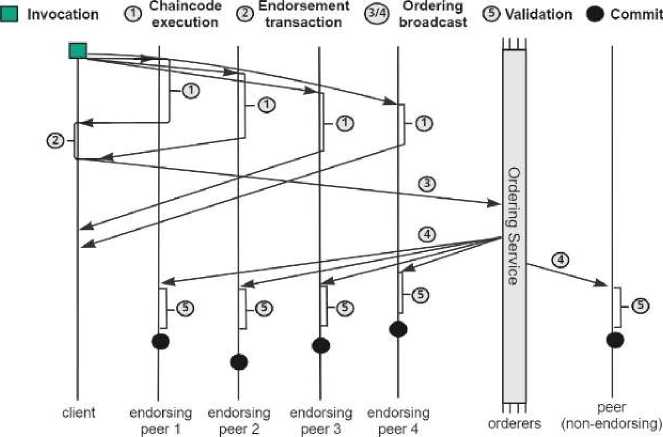 Invocation
1 Chaincode execution
2 Endorsement transaction
3/4 Ordering broadcast
5 Validation
Commit
1
1
1
1
2
3
4
4
5
5
5
5
5
Ordering Service
client
endorsing peer 1
endorsing peer 2
endorsing peer 3
endorsing peer 4
orderers
peer
(non-endorsing)